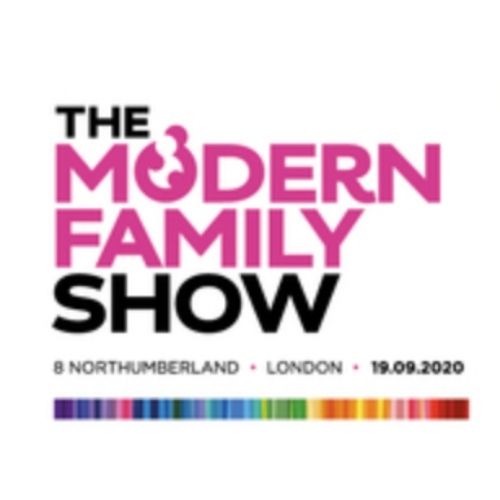 THE
MODERN
FAMILY
SHOW
8 NORTHUMBERLAND • LONDON • 19.09.2020